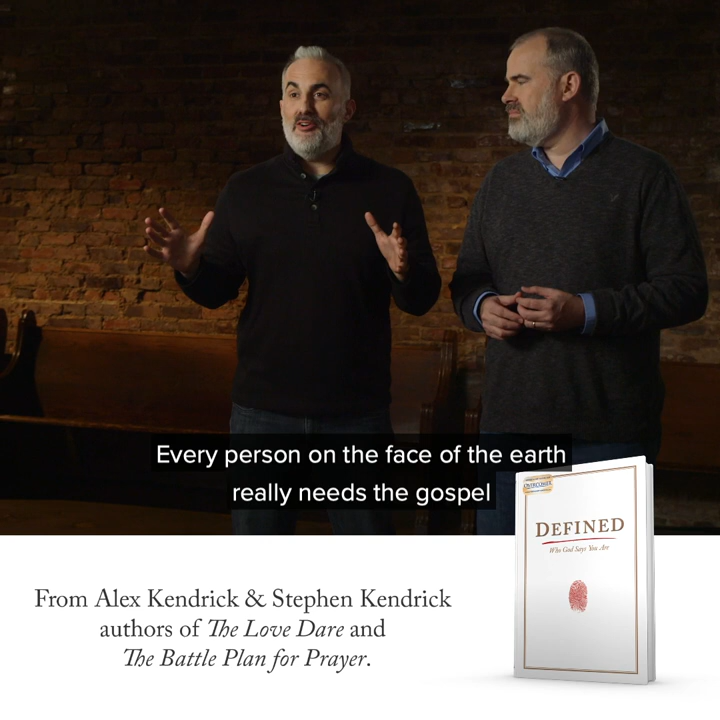 Every person on the face of the earth
really needs the gospel
OVERCOMER
DEFINED
Who God Says You Are
From Alex Kendrick & Stephen Kendrick
authors of The Love Dare and
The Battle Plan for Prayer.